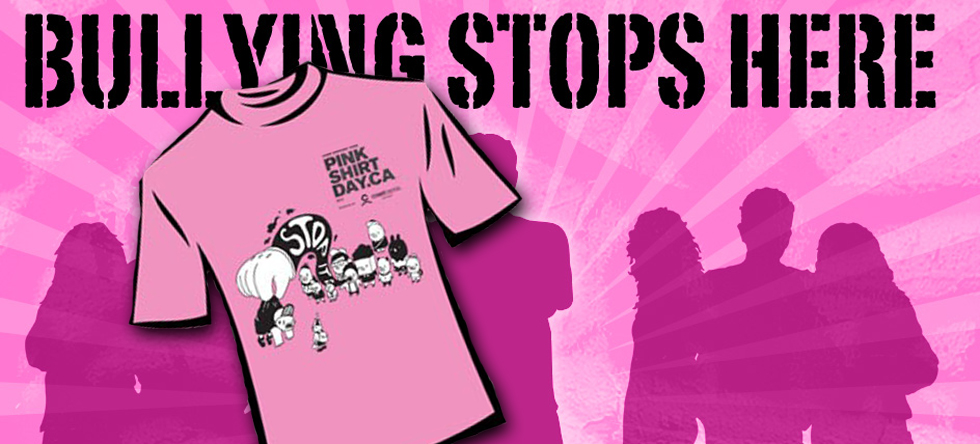 BULLYING STOPS HERE
PINK
SHIRT
DAY.CA
STOP